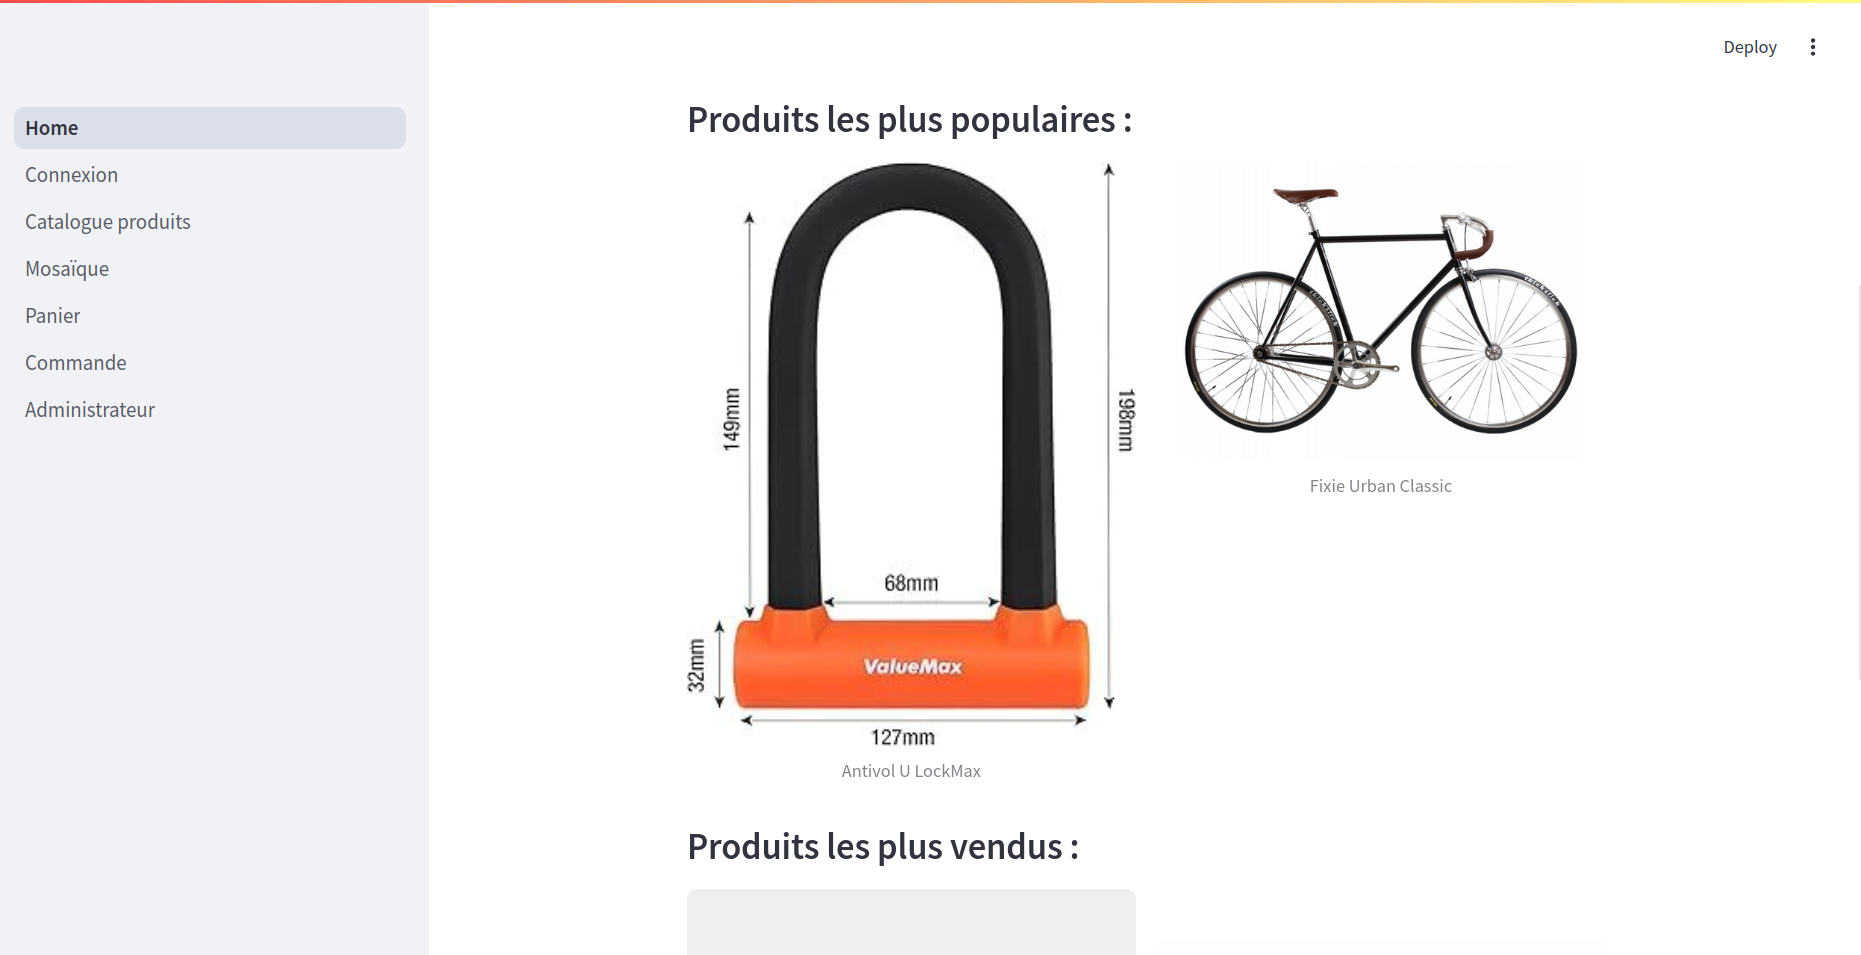 Deploy
Home
Connexion
Catalogue produits
Mosaïque
Panier
Commande
Administrateur
Produits les plus populaires :
149mm
198mm
68mm
32mm
ValueMax
127mm
Antivol U LockMax
Fixie Urban Classic
Produits les plus vendus :